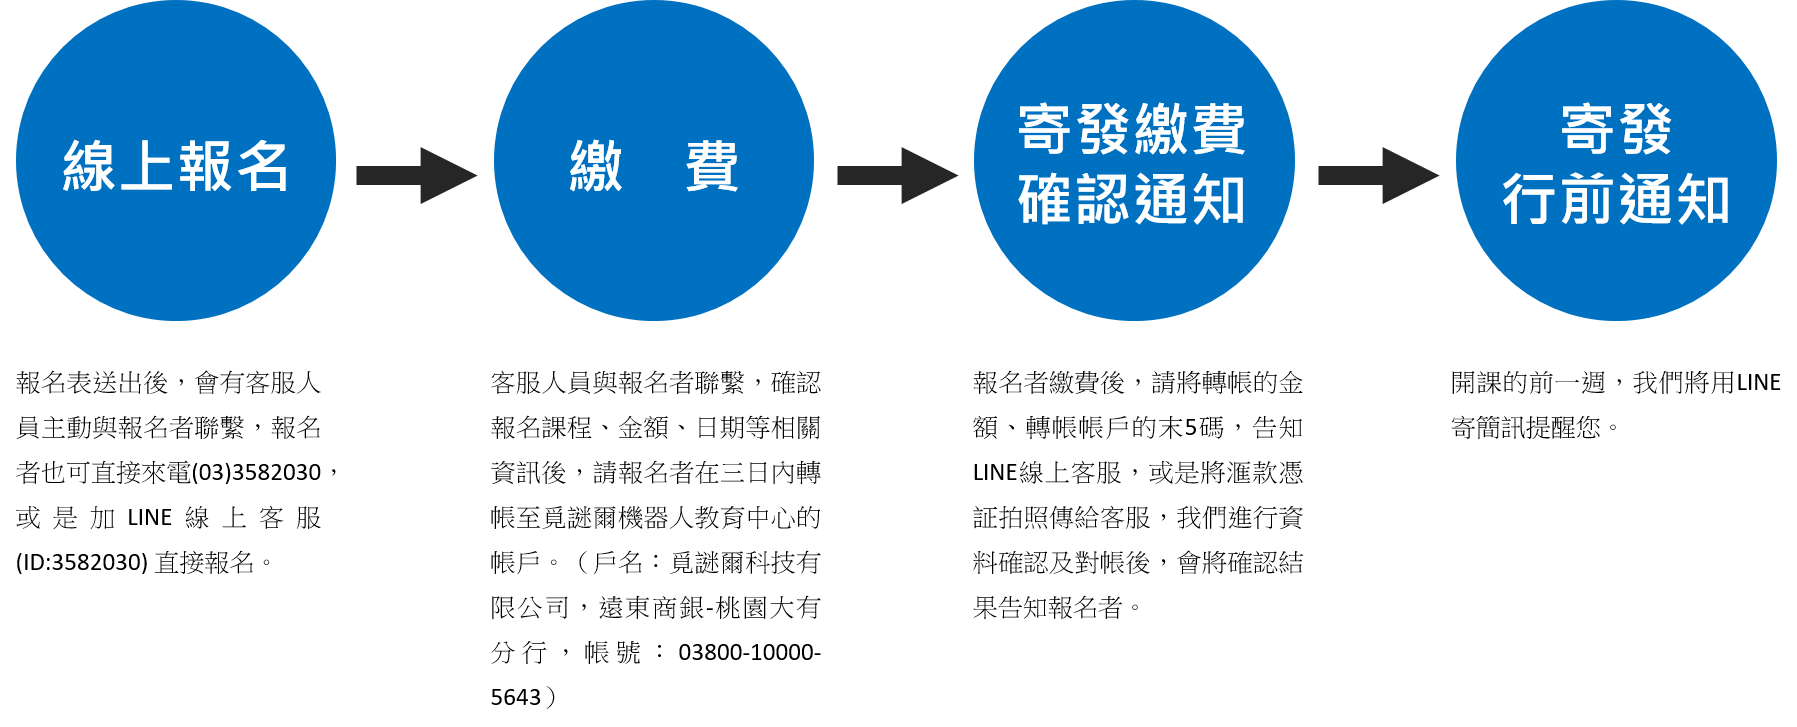 線上報名
繳 費
寄發繳費
確認通知
寄發
行前通知
報名表送出後，會有客服人
員主動與報名者聯繫，報名
者也可直接來電(03)3582030，
或是加LINE線上客服
(ID:3582030) 直接報名。
客服人員與報名者聯繫，確認
報名課程、金額、日期等相關
資訊後，請報名者在三日內轉
帳至覓謎爾機器人教育中心的
帳戶。（戶名：覓謎爾科技有
限公司，遠東商銀-桃園大有
分行，帳號：03800-10000-
5643）
報名者繳費後，請將轉帳的金
額、轉帳帳戶的末5碼，告知
LINE線上客服，或是將滙款憑
証拍照傳給客服，我們進行資
料確認及對帳後，會將確認結
果告知報名者。
開課的前一週，我們將用LINE
寄簡訊提醒您。